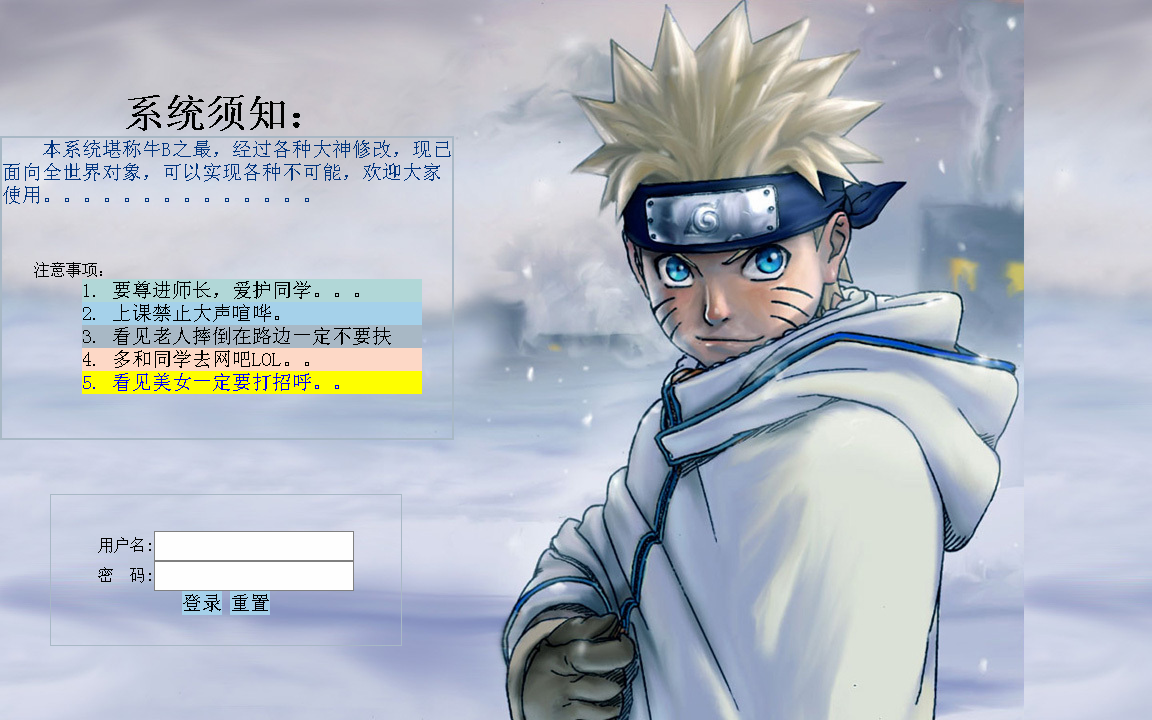 系统须知：
本系统堪称牛B之最，经过各种大神修改，现已
面向全世界对象，可以实现各种不可能，欢迎大家
使用。。。。。。。。。。。。。。
注意事项：
1. 要尊进师长，爱护同学。。。
2. 上课禁止大声喧哗。
3. 看见老人摔倒在路边一定不要扶
4. 多和同学去网吧LOL。。
5. 看见美女一定要打招呼。。
用户名:
密 码:
登录 重置